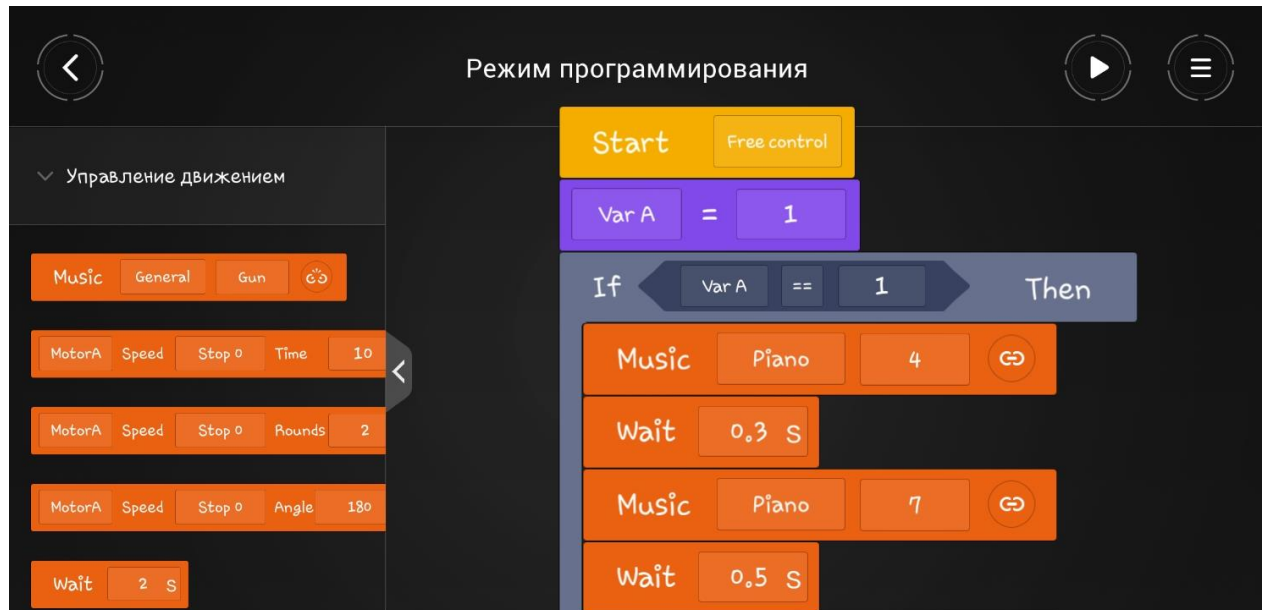 Режим программирования
Управление движением
Music General Gun
MotorA Speed Stop 0 Time 10
MotorA Speed Stop 0 Rounds 2
MotorA Speed Stop 0 Angle 180
Wait 2 S
Start Free control
Var A = 1
If Var A == 1 Then
Music Piano 4
Wait 0.3 S
Music Piano 7
Wait 0.5 S